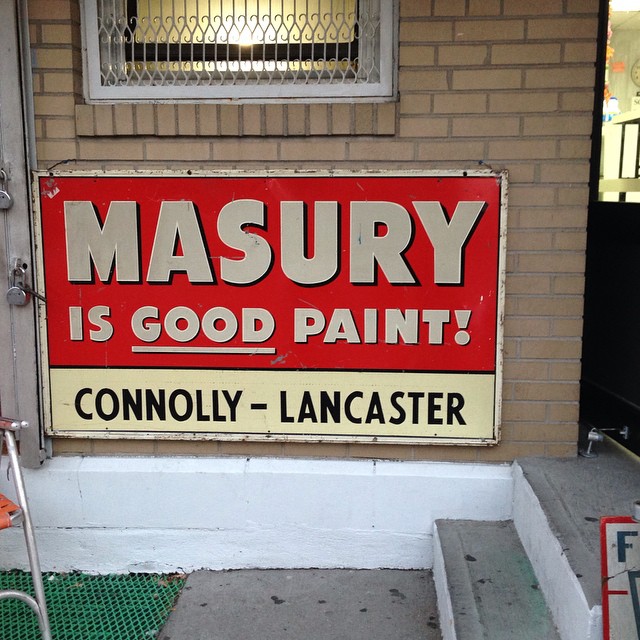 MASURY
IS GOOD PAINT!
CONNOLLY - LANCASTER
F